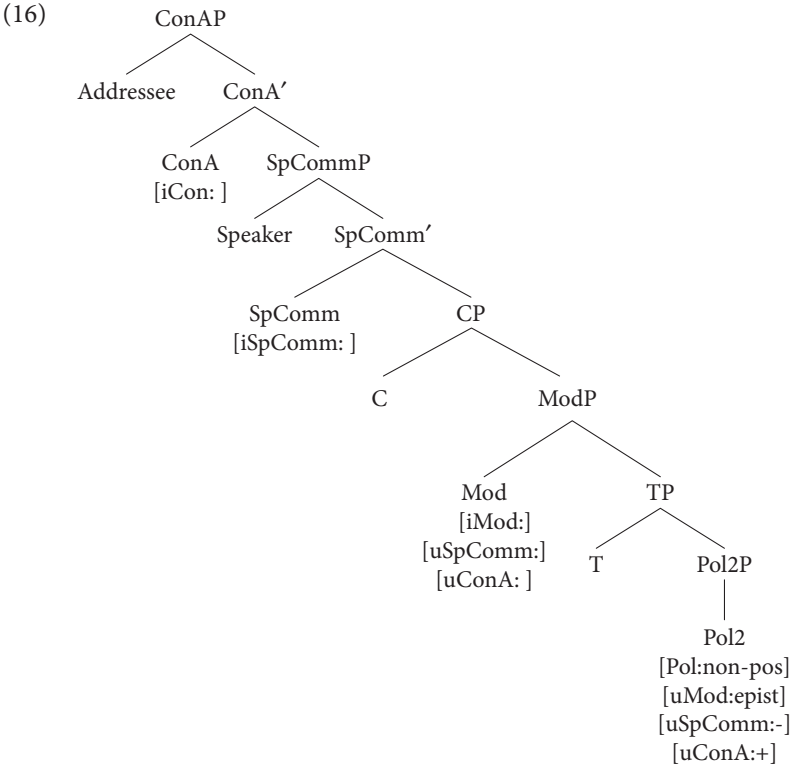 (16)
ConAP
Addressee ConA′
ConA SpCommP
[iCon: ]
Speaker SpComm′
SpComm CP
[iSpComm: ]
C ModP
Mod TP
[iMod:]
[uSpComm:] T Pol2P
[uConA: ]
Pol2
[Pol:non-pos]
[uMod:epist]
[uSpComm:-]
[uConA:+]